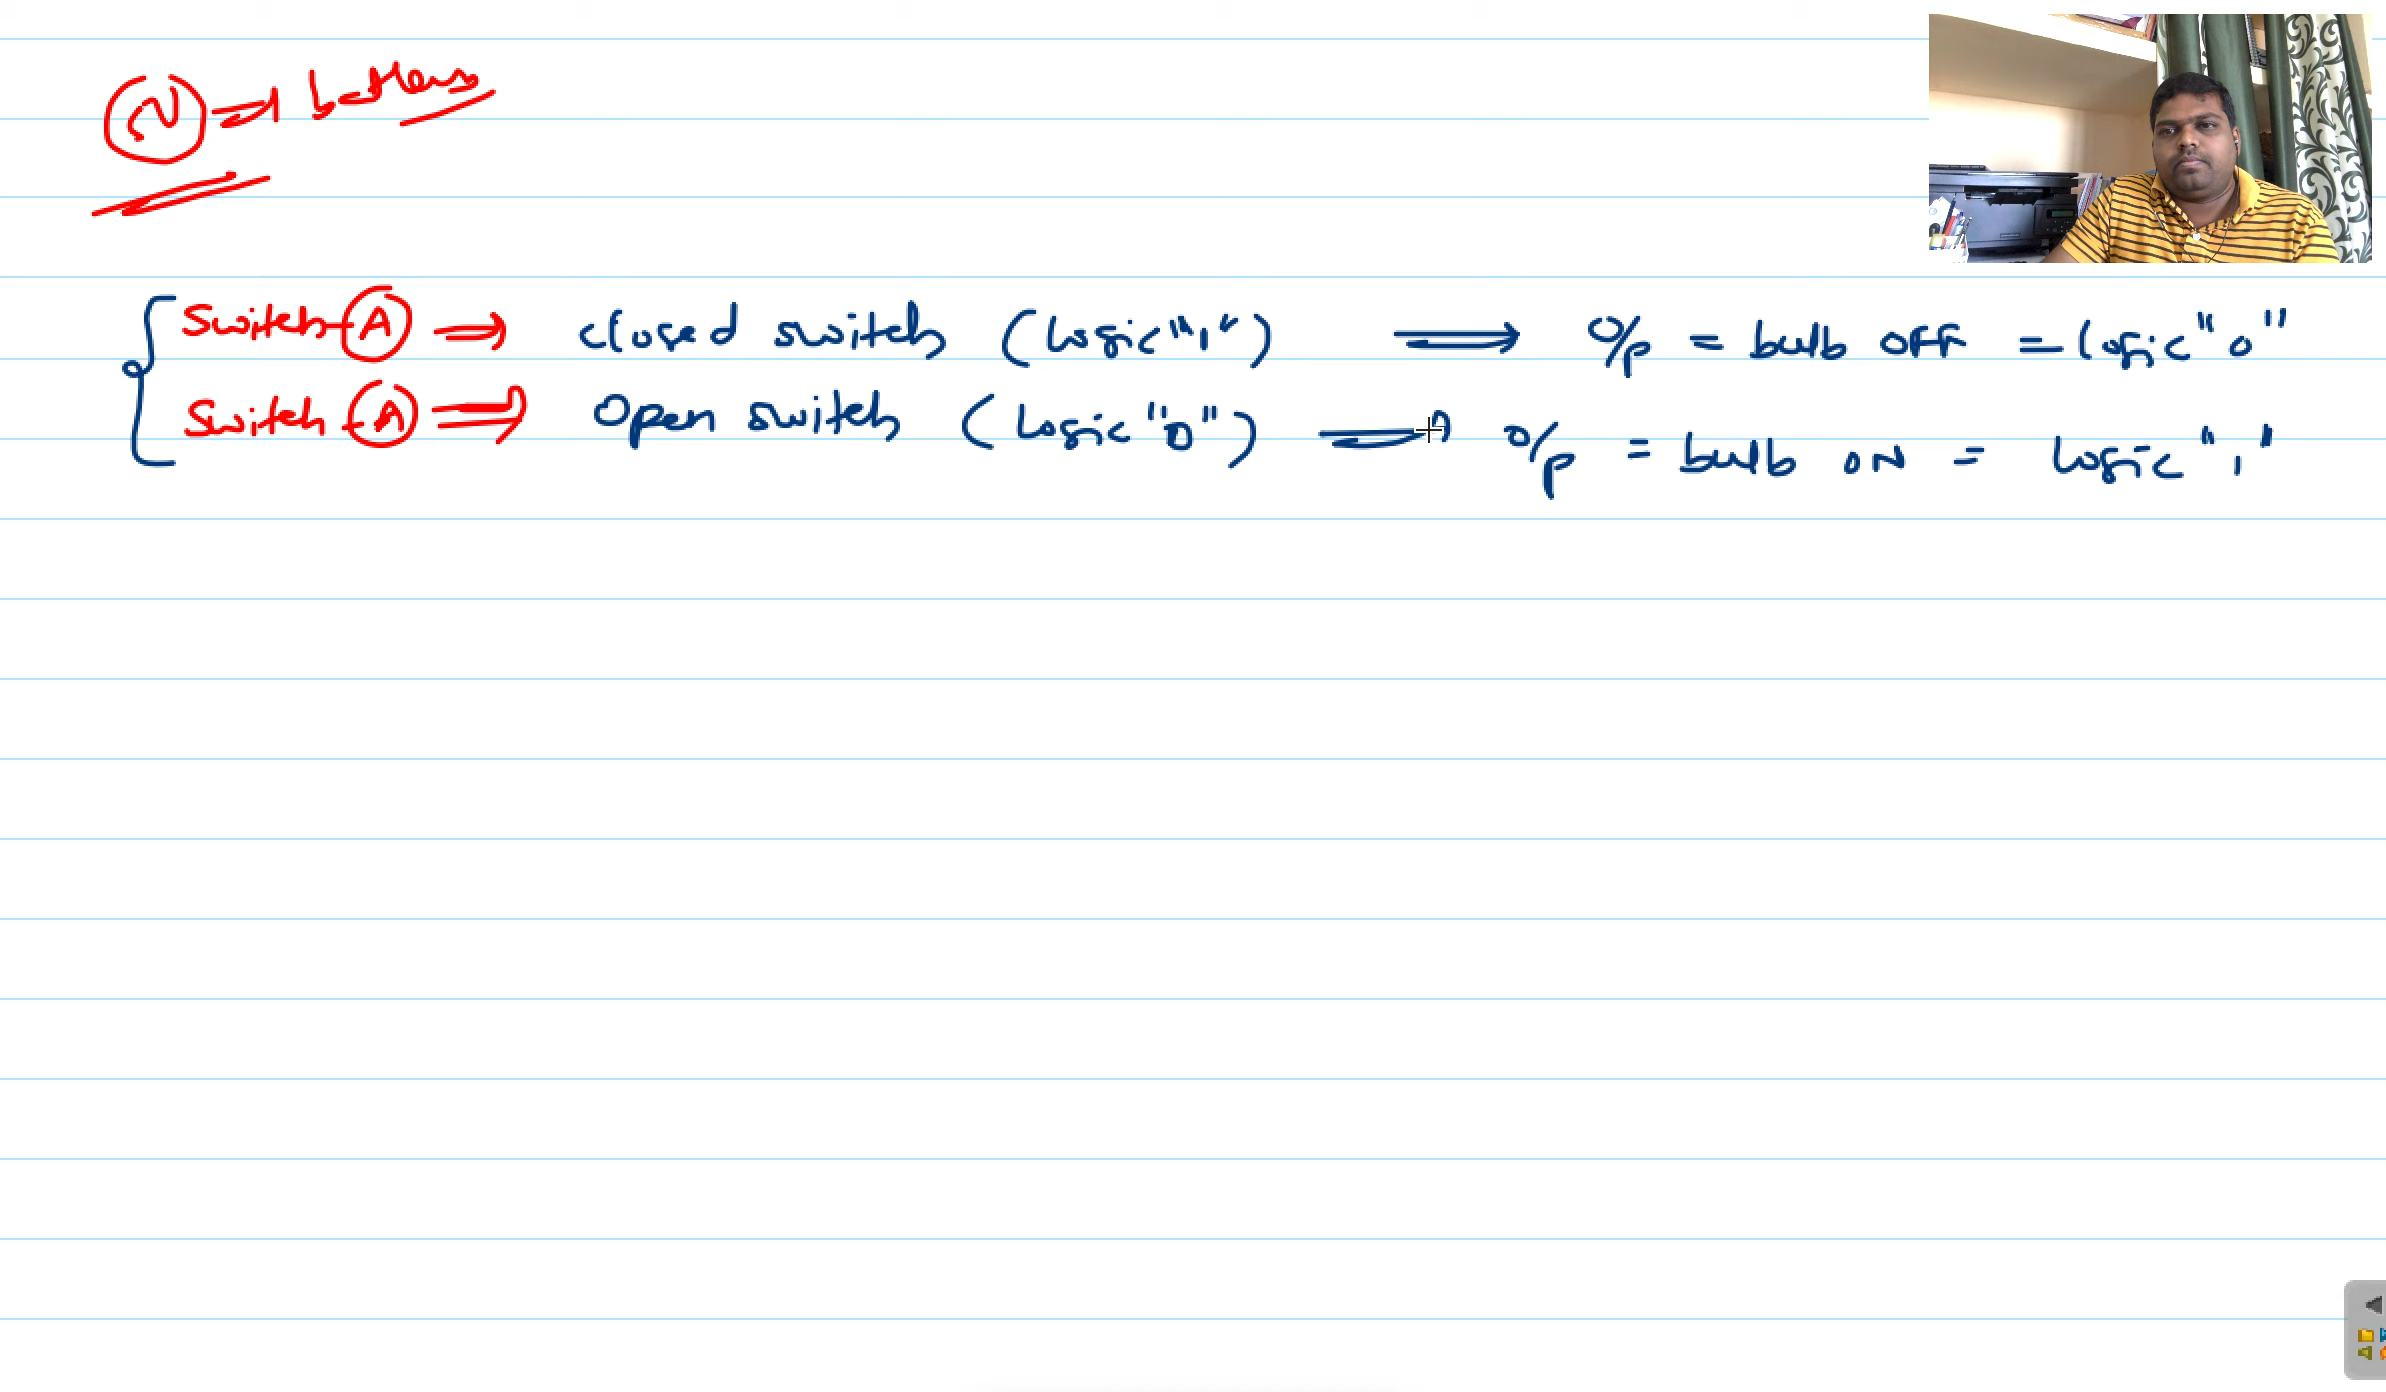 N ⇒ battery
Switch-A ⇒ closed switch (Logic "1") ⟹ O/p = bulb OFF = Logic "0"
Switch-A ⟹ Open switch (Logic "0") ⟹ O/p = bulb ON = Logic "1"